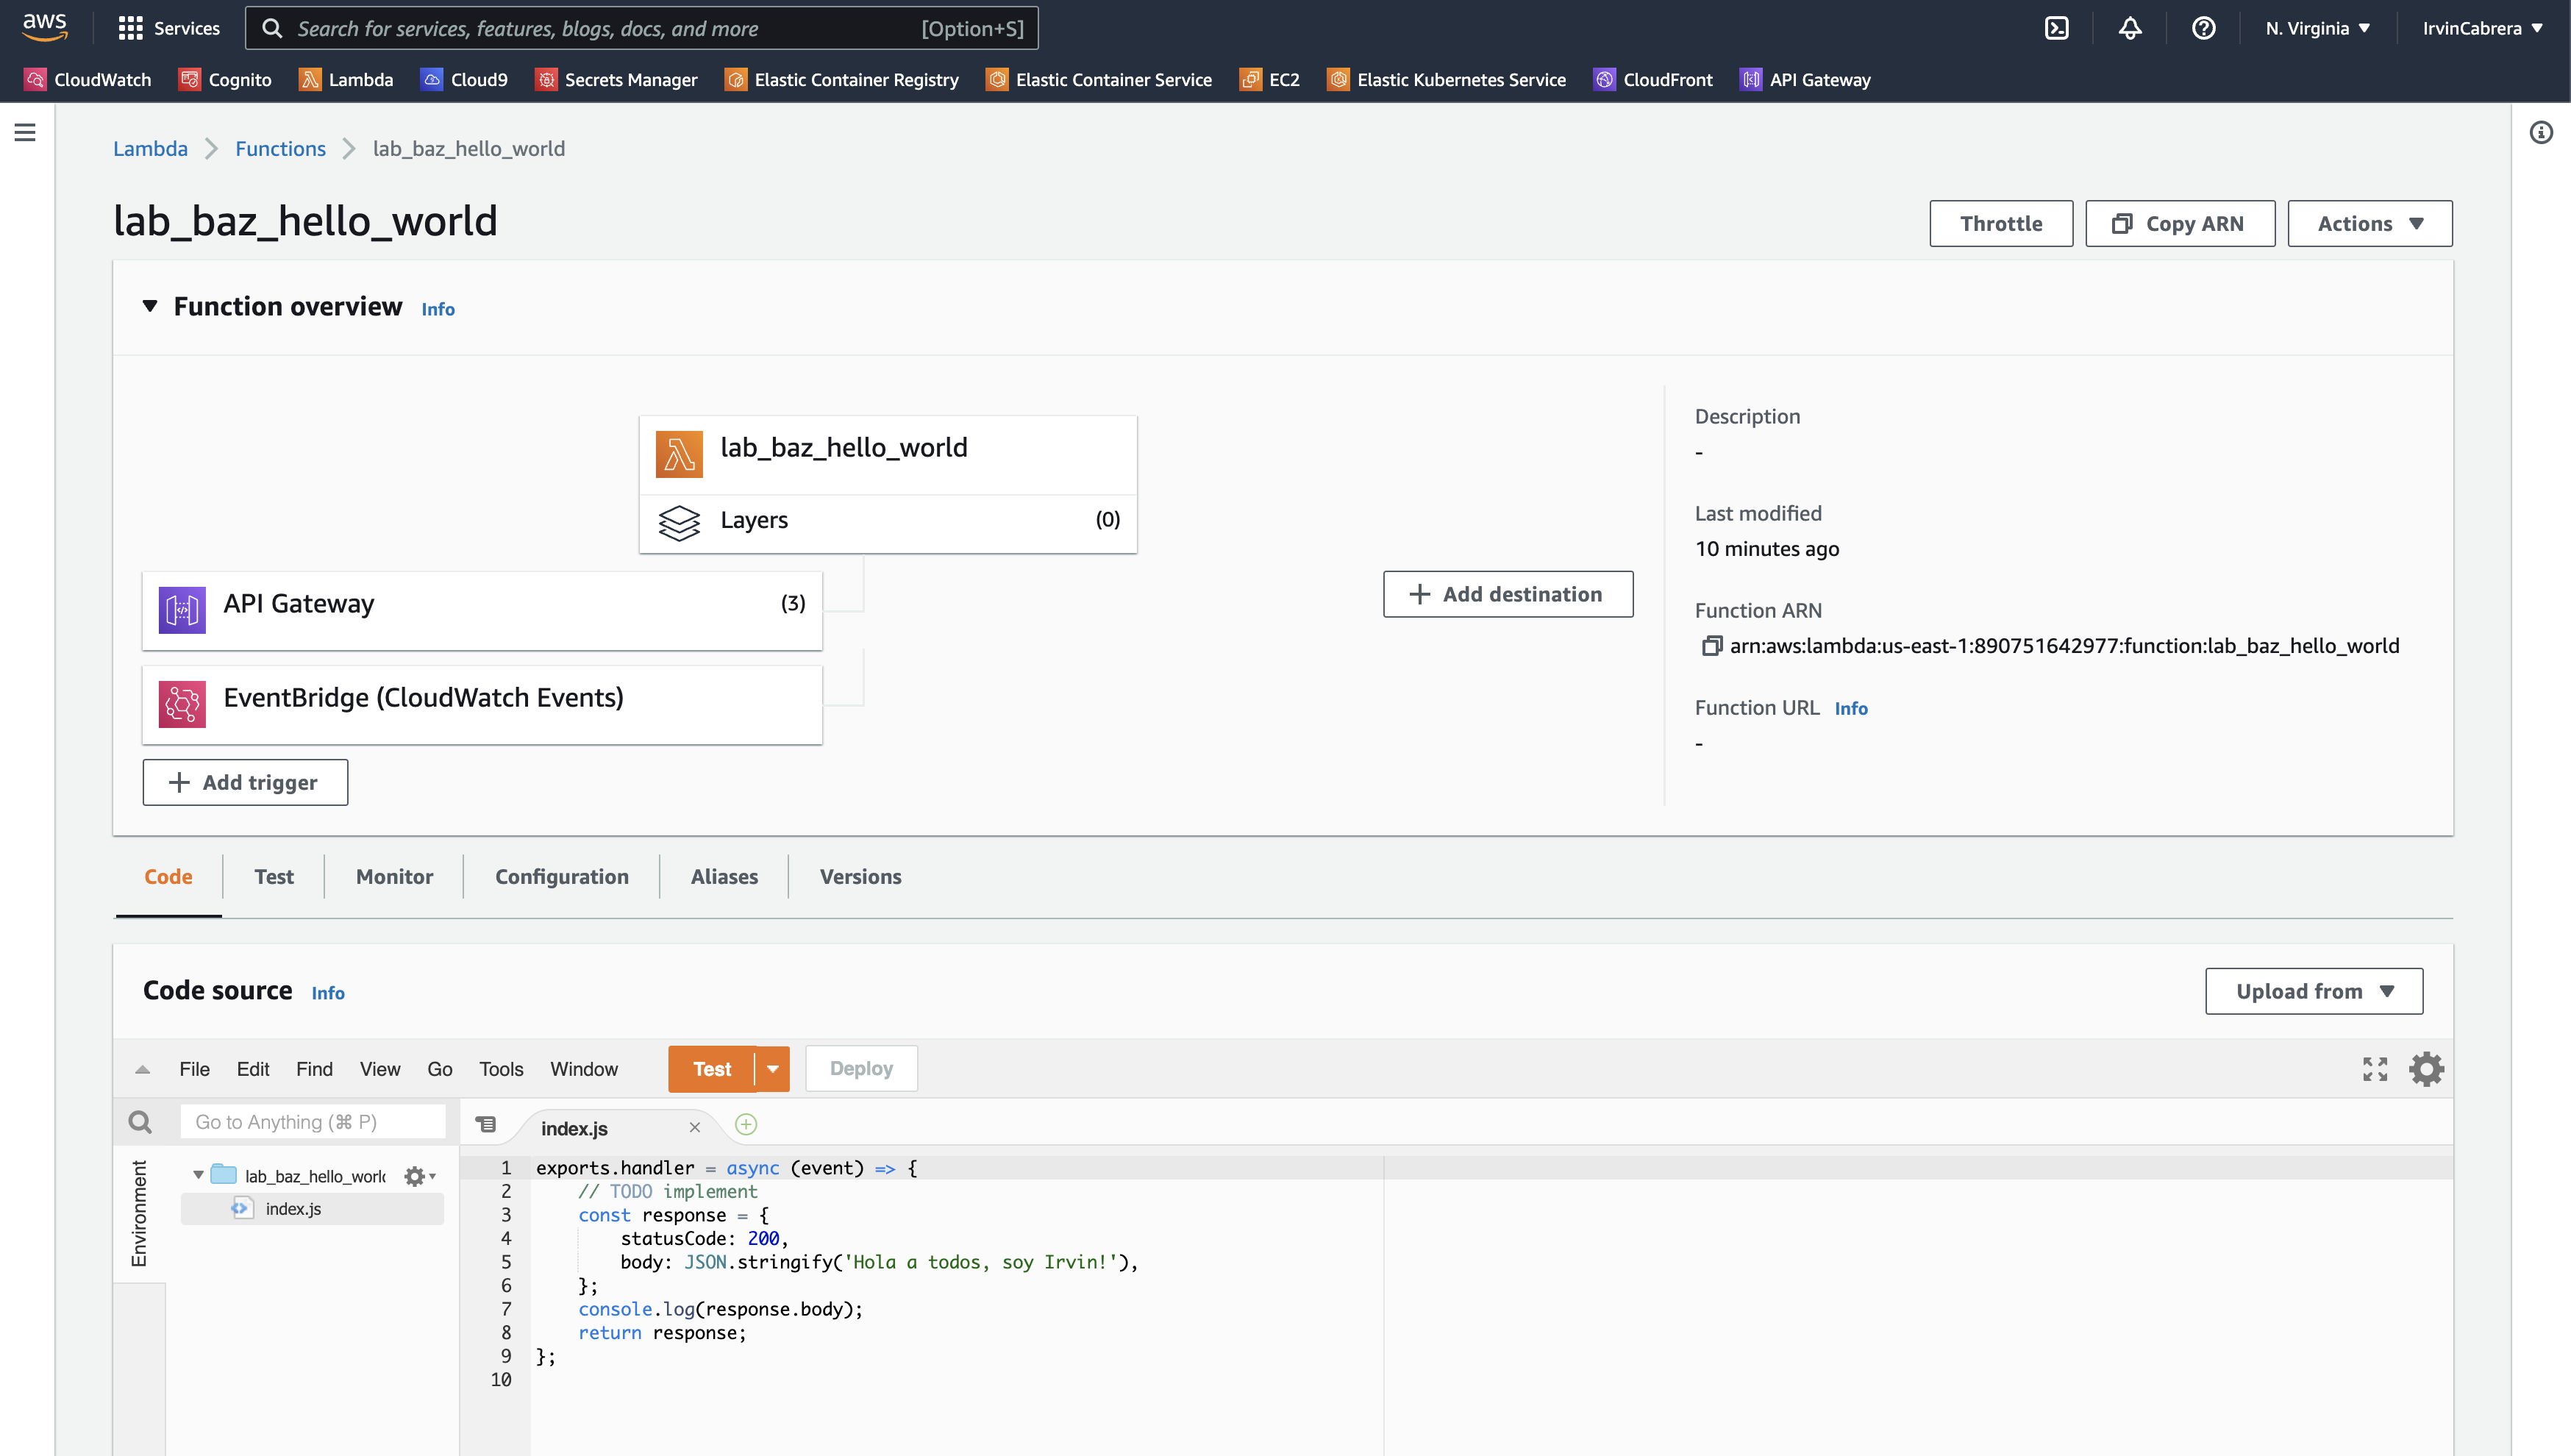 aws Services Search for services, features, blogs, docs, and more [Option+S] N. Virginia IrvinCabrera
CloudWatch Cognito Lambda Cloud9 Secrets Manager Elastic Container Registry Elastic Container Service EC2 Elastic Kubernetes Service CloudFront API Gateway
Lambda Functions lab_baz_hello_world
lab_baz_hello_world
Throttle Copy ARN Actions
Function overview Info
lab_baz_hello_world
Layers (0)
API Gateway (3)
EventBridge (CloudWatch Events)
+ Add trigger
+ Add destination
Description
-
Last modified
10 minutes ago
Function ARN
arn:aws:lambda:us-east-1:890751642977:function:lab_baz_hello_world
Function URL Info
-
Code Test Monitor Configuration Aliases Versions
Code source Info
Upload from
File Edit Find View Go Tools Window Test Deploy
Go to Anything (⌘ P)
index.js
Environment
lab_baz_hello_worl
index.js
1 exports.handler = async (event) => {
2 // TODO implement
3 const response = {
4 statusCode: 200,
5 body: JSON.stringify('Hola a todos, soy Irvin!'),
6 };
7 console.log(response.body);
8 return response;
9 };
10